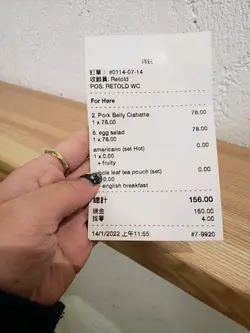 訂單： #0114-07-14
收銀員: Retold
POS: RETOLD WC
For Here
2. Pork Belly Ciabatta 78.00
1 x 78.00
6. egg salad 78.00
1 x 78.00
americano (set Hot) 0.00
1 x 0.00
+ fruity
whole leaf tea pouch (set) 0.00
0.00
english breakfast
總計 156.00
現金 160.00
找零 4.00
14/1/2022 上午11:55 #7-9920